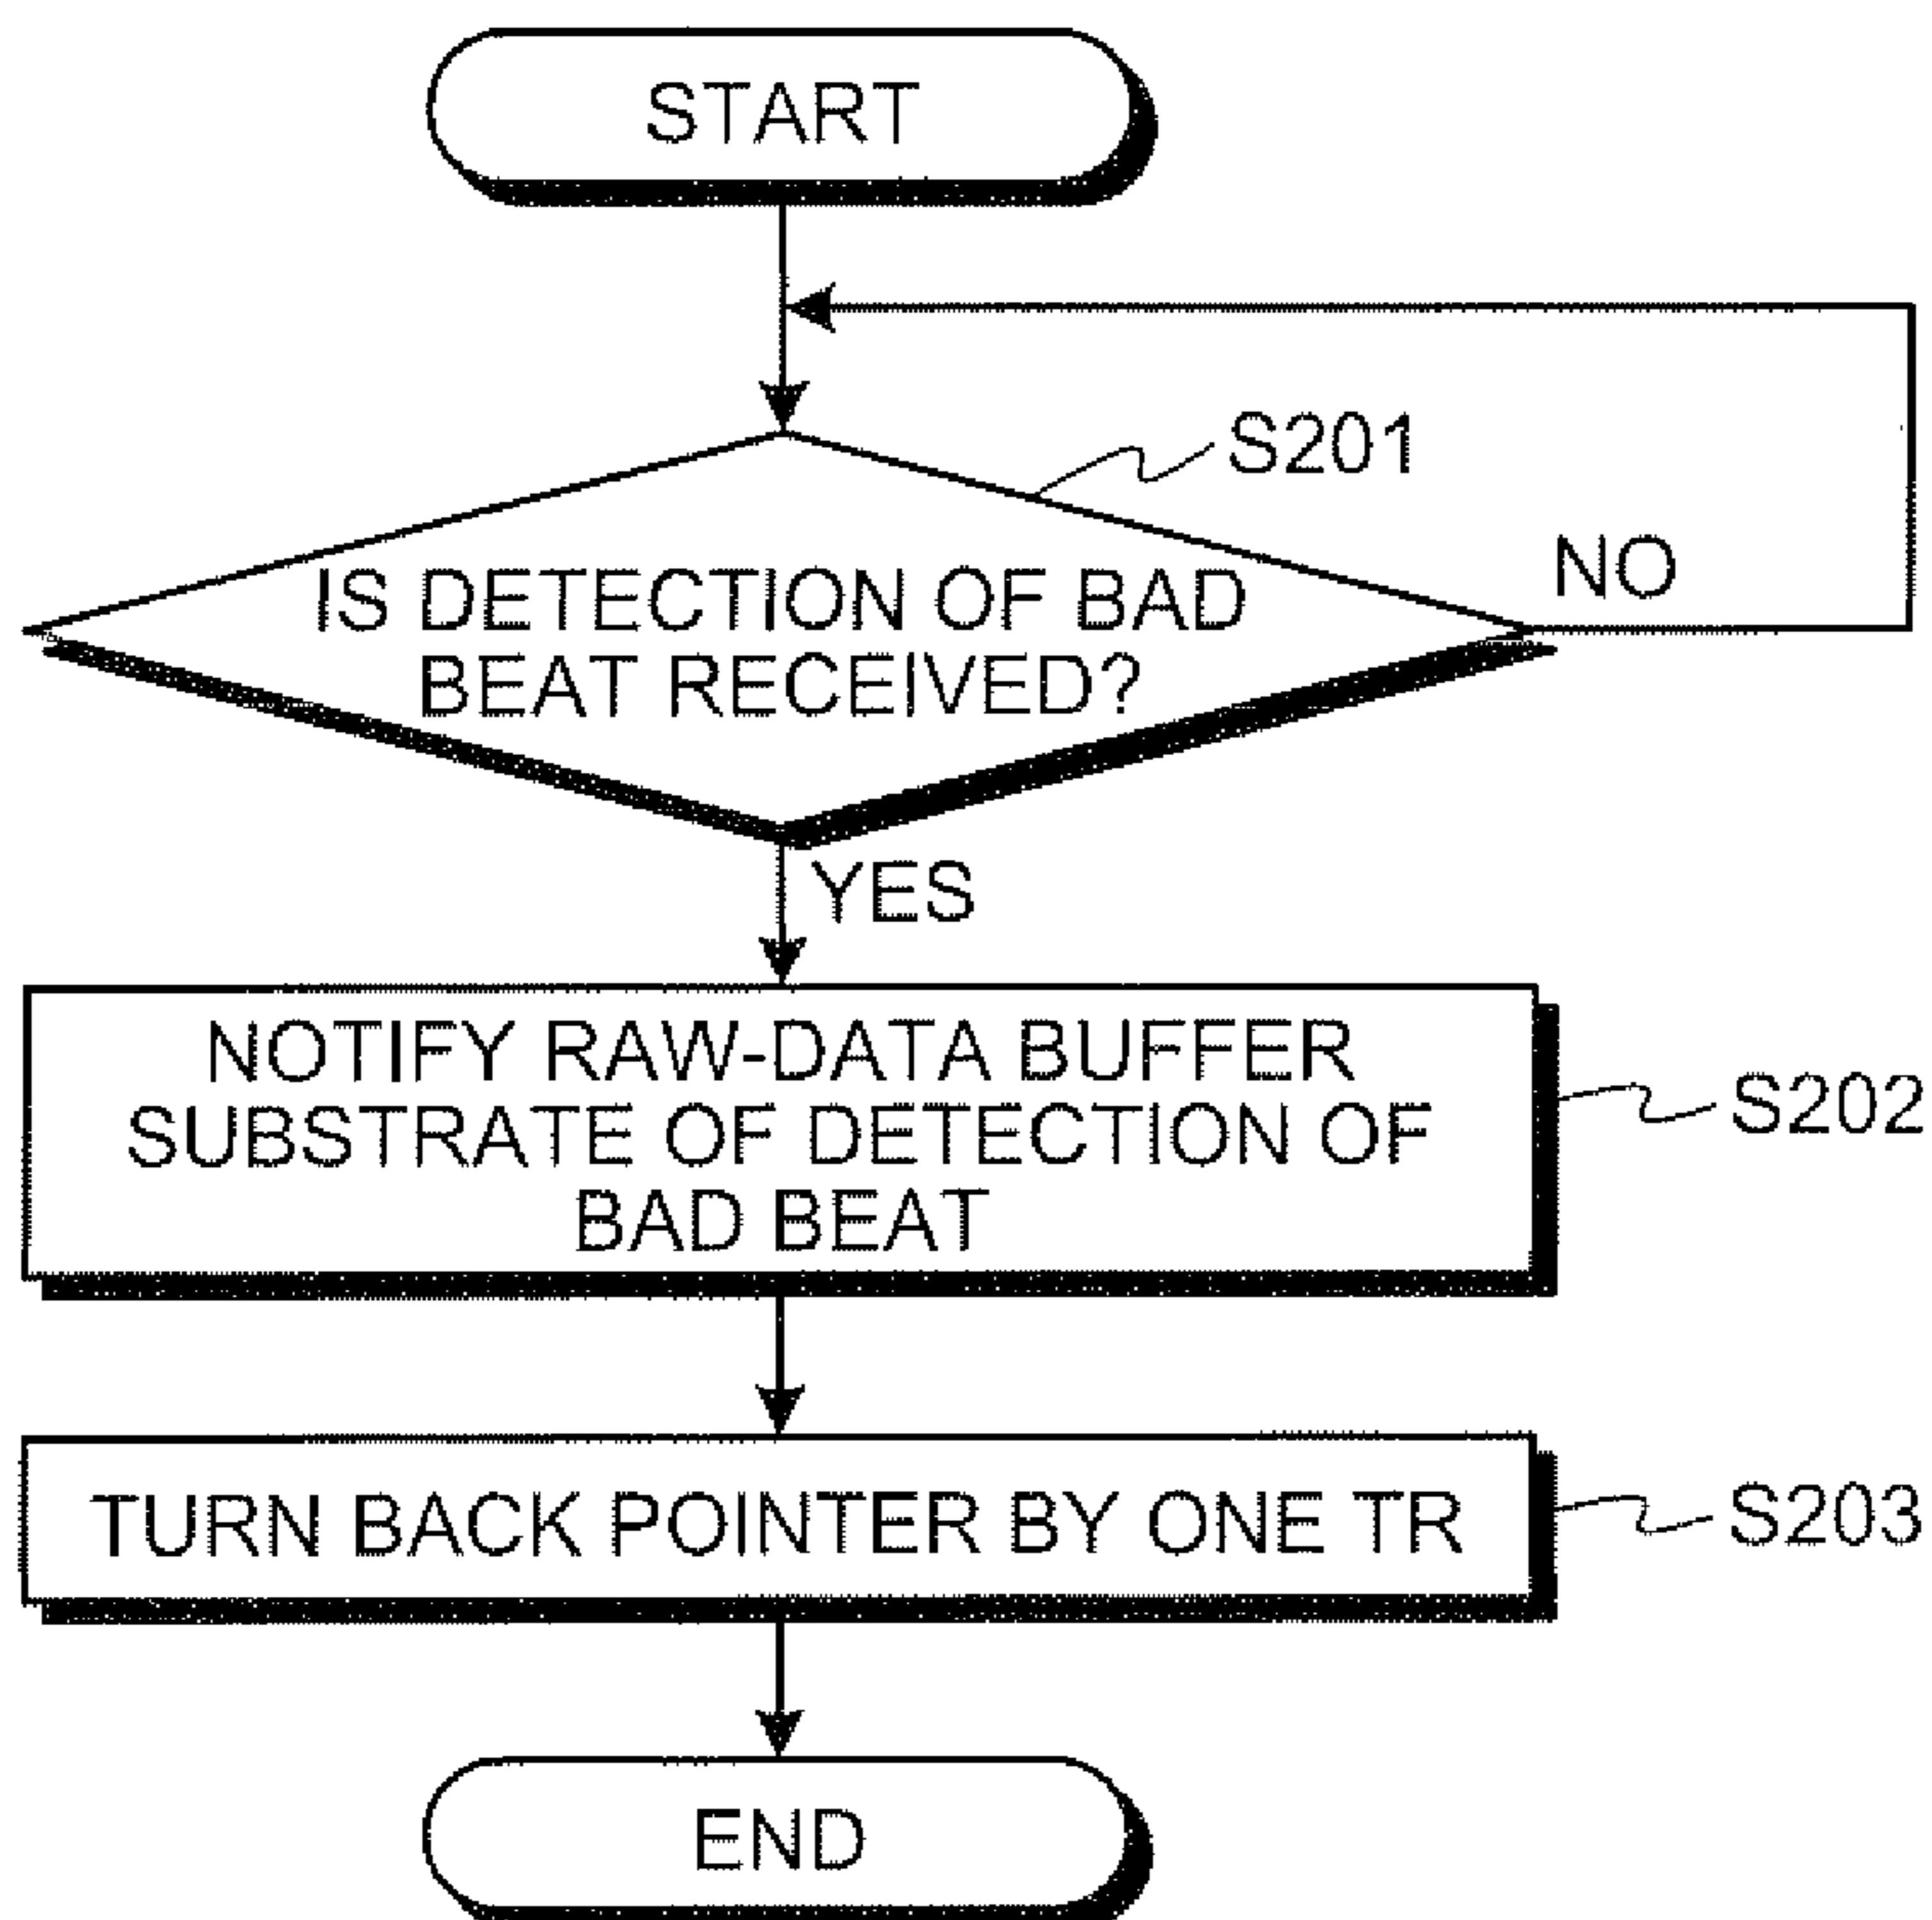 START
S201
NO
IS DETECTION OF BAD
BEAT RECEIVED?
YES
NOTIFY RAW-DATA BUFFER
SUBSTRATE OF DETECTION OF
BAD BEAT
S202
TURN BACK POINTER BY ONE TR
S203
END